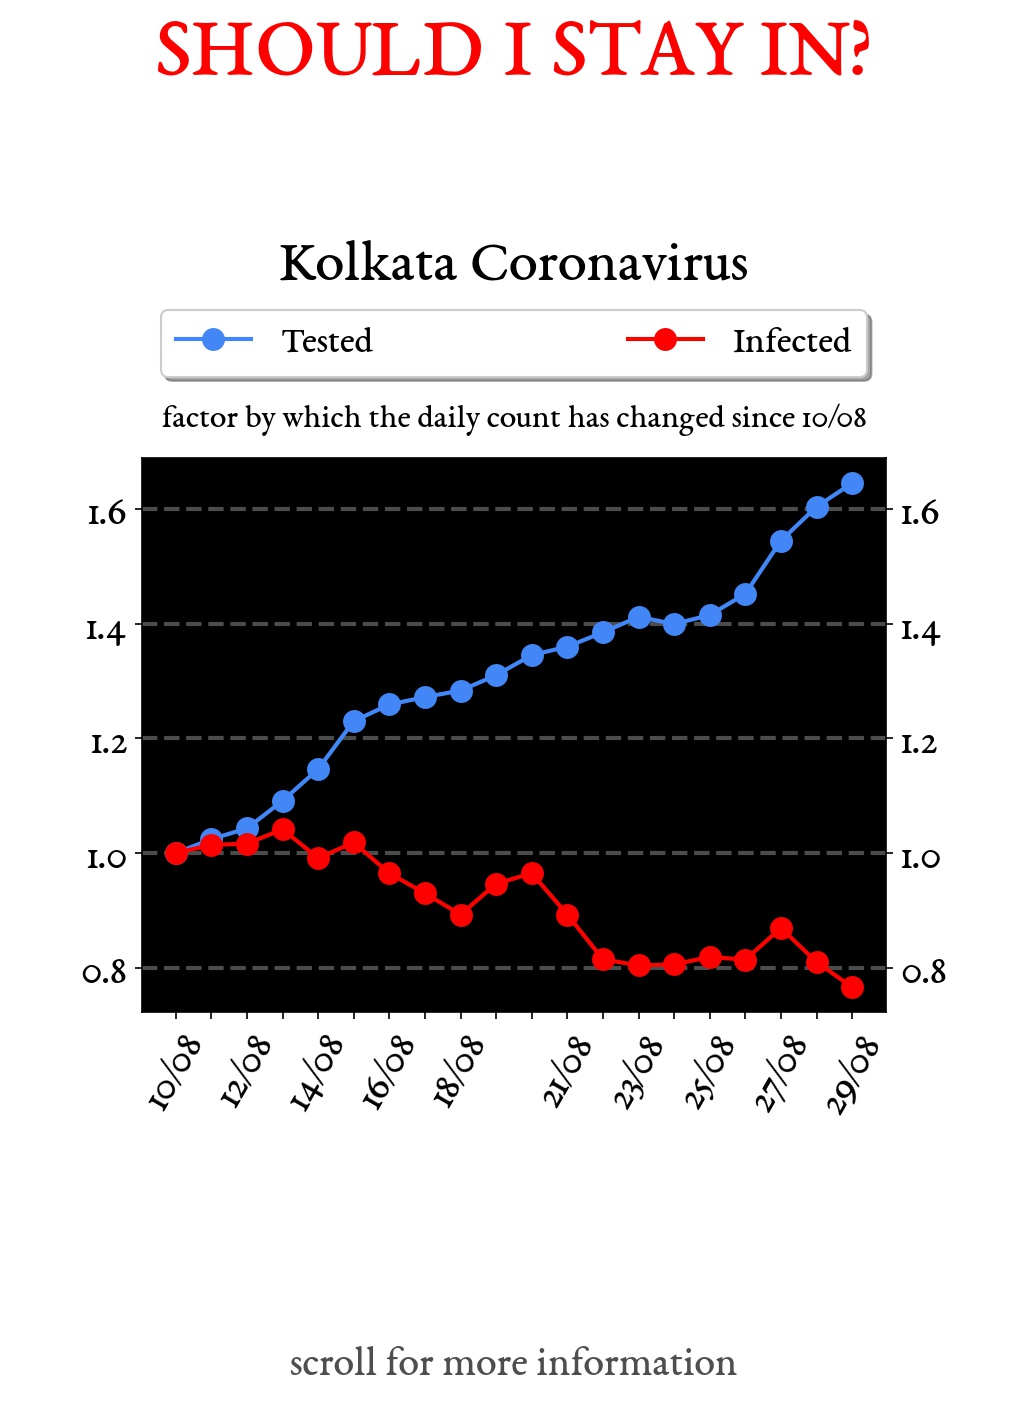 SHOULD I STAY IN?
Kolkata Coronavirus
Tested Infected
factor by which the daily count has changed since 10/08
1.6 1.6
1.4 1.4
1.2 1.2
1.0 1.0
0.8 0.8
10/08 12/08 14/08 16/08 18/08 21/08 23/08 25/08 27/08 29/08
scroll for more information